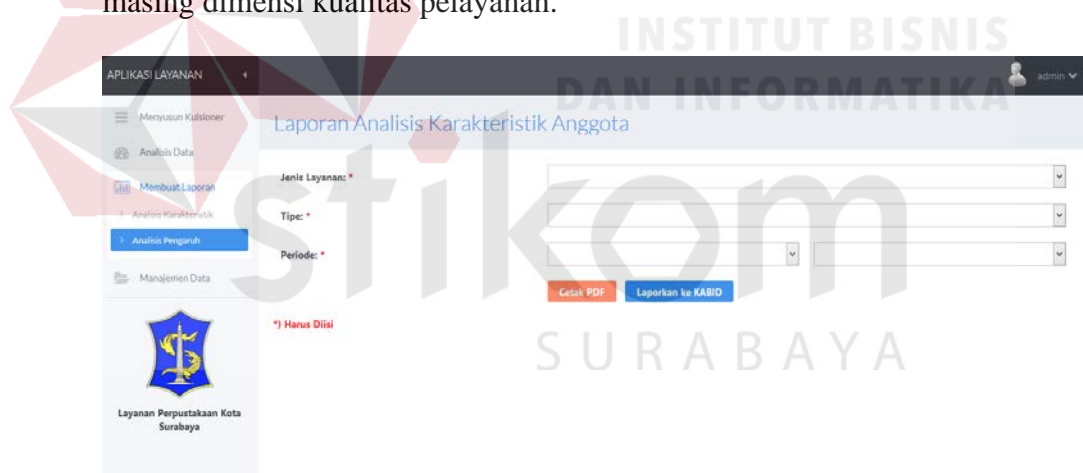 masing dimensi kualitas pelayanan.
INSTITUT BISNIS
DAN INFORMATIKA
stikom
SURABAYA
APLIKASI LAYANAN
admin
Menyusun Kuisioner
Analisis Data
Membuat Laporan
Analisis Karakteristik
Analisis Pengaruh
Manajemen Data
Layanan Perpustakaan Kota
Surabaya
Laporan Analisis Karakteristik Anggota
Jenis Layanan: *
Tipe: *
Periode: *
Cetak PDF Laporkan ke KABID
*) Harus Diisi